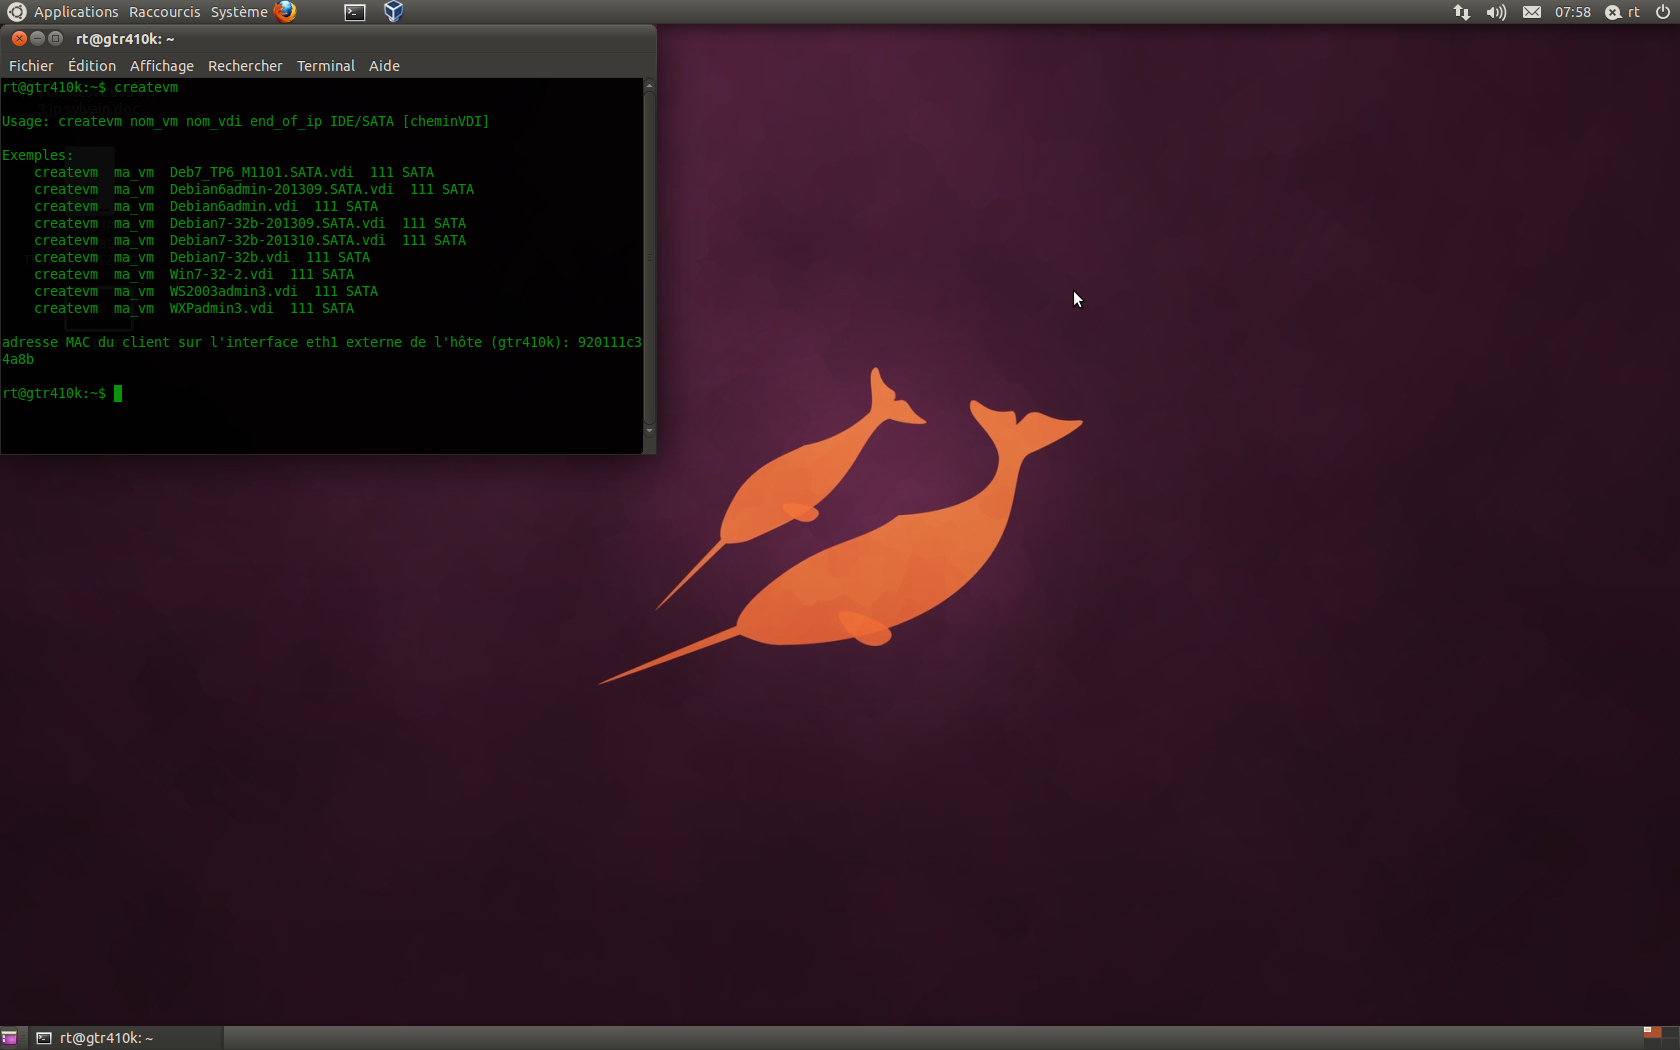 Applications Raccourcis Système 07:58 rt
rt@gtr410k: ~
Fichier Édition Affichage Rechercher Terminal Aide
rt@gtr410k:~$ createvm
Usage: createvm nom_vm nom_vdi end_of_ip IDE/SATA [cheminVDI]
Exemples:
createvm ma_vm Deb7_TP6_M1101.SATA.vdi 111 SATA
createvm ma_vm Debian6admin-201309.SATA.vdi 111 SATA
createvm ma_vm Debian6admin.vdi 111 SATA
createvm ma_vm Debian7-32b-201309.SATA.vdi 111 SATA
createvm ma_vm Debian7-32b-201310.SATA.vdi 111 SATA
createvm ma_vm Debian7-32b.vdi 111 SATA
createvm ma_vm Win7-32-2.vdi 111 SATA
createvm ma_vm WS2003admin3.vdi 111 SATA
createvm ma_vm WXPadmin3.vdi 111 SATA
adresse MAC du client sur l'interface eth1 externe de l'hôte (gtr410k): 920111c3
4a8b
rt@gtr410k:~$
rt@gtr410k: ~